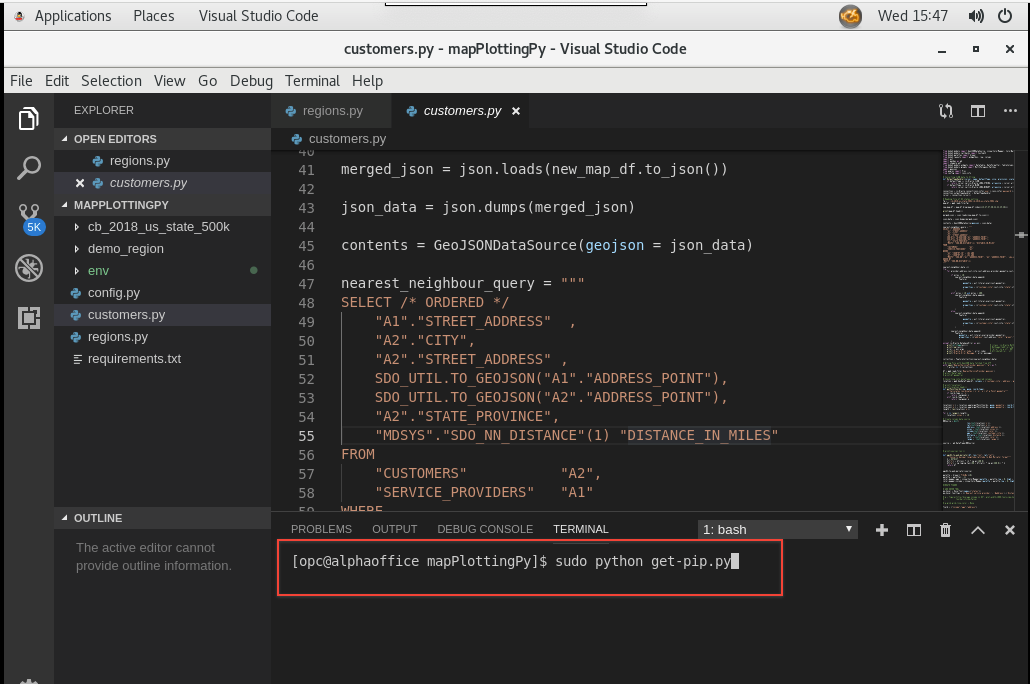 Applications Places Visual Studio Code Wed 15:47
customers.py - mapPlottingPy - Visual Studio Code
File Edit Selection View Go Debug Terminal Help
EXPLORER
OPEN EDITORS
regions.py
customers.py
MAPPLOTTINGPY
cb_2018_us_state_500k
demo_region
env
config.py
customers.py
regions.py
requirements.txt
5K
OUTLINE
The active editor cannot
provide outline information.
regions.py customers.py
customers.py
40
41 merged_json = json.loads(new_map_df.to_json())
42
43 json_data = json.dumps(merged_json)
44
45 contents = GeoJSONDataSource(geojson = json_data)
46
47 nearest_neighbour_query = """
48 SELECT /* ORDERED */
49 "A1"."STREET_ADDRESS" ,
50 "A2"."CITY",
51 "A2"."STREET_ADDRESS" ,
52 SDO_UTIL.TO_GEOJSON("A1"."ADDRESS_POINT"),
53 SDO_UTIL.TO_GEOJSON("A2"."ADDRESS_POINT"),
54 "A2"."STATE_PROVINCE",
55 "MDSYS"."SDO_NN_DISTANCE"(1) "DISTANCE_IN_MILES"
56 FROM
57 "CUSTOMERS" "A2",
58 "SERVICE_PROVIDERS" "A1"
59 WHERE
PROBLEMS OUTPUT DEBUG CONSOLE TERMINAL 1: bash
[opc@alphaoffice mapPlottingPy]$ sudo python get-pip.py